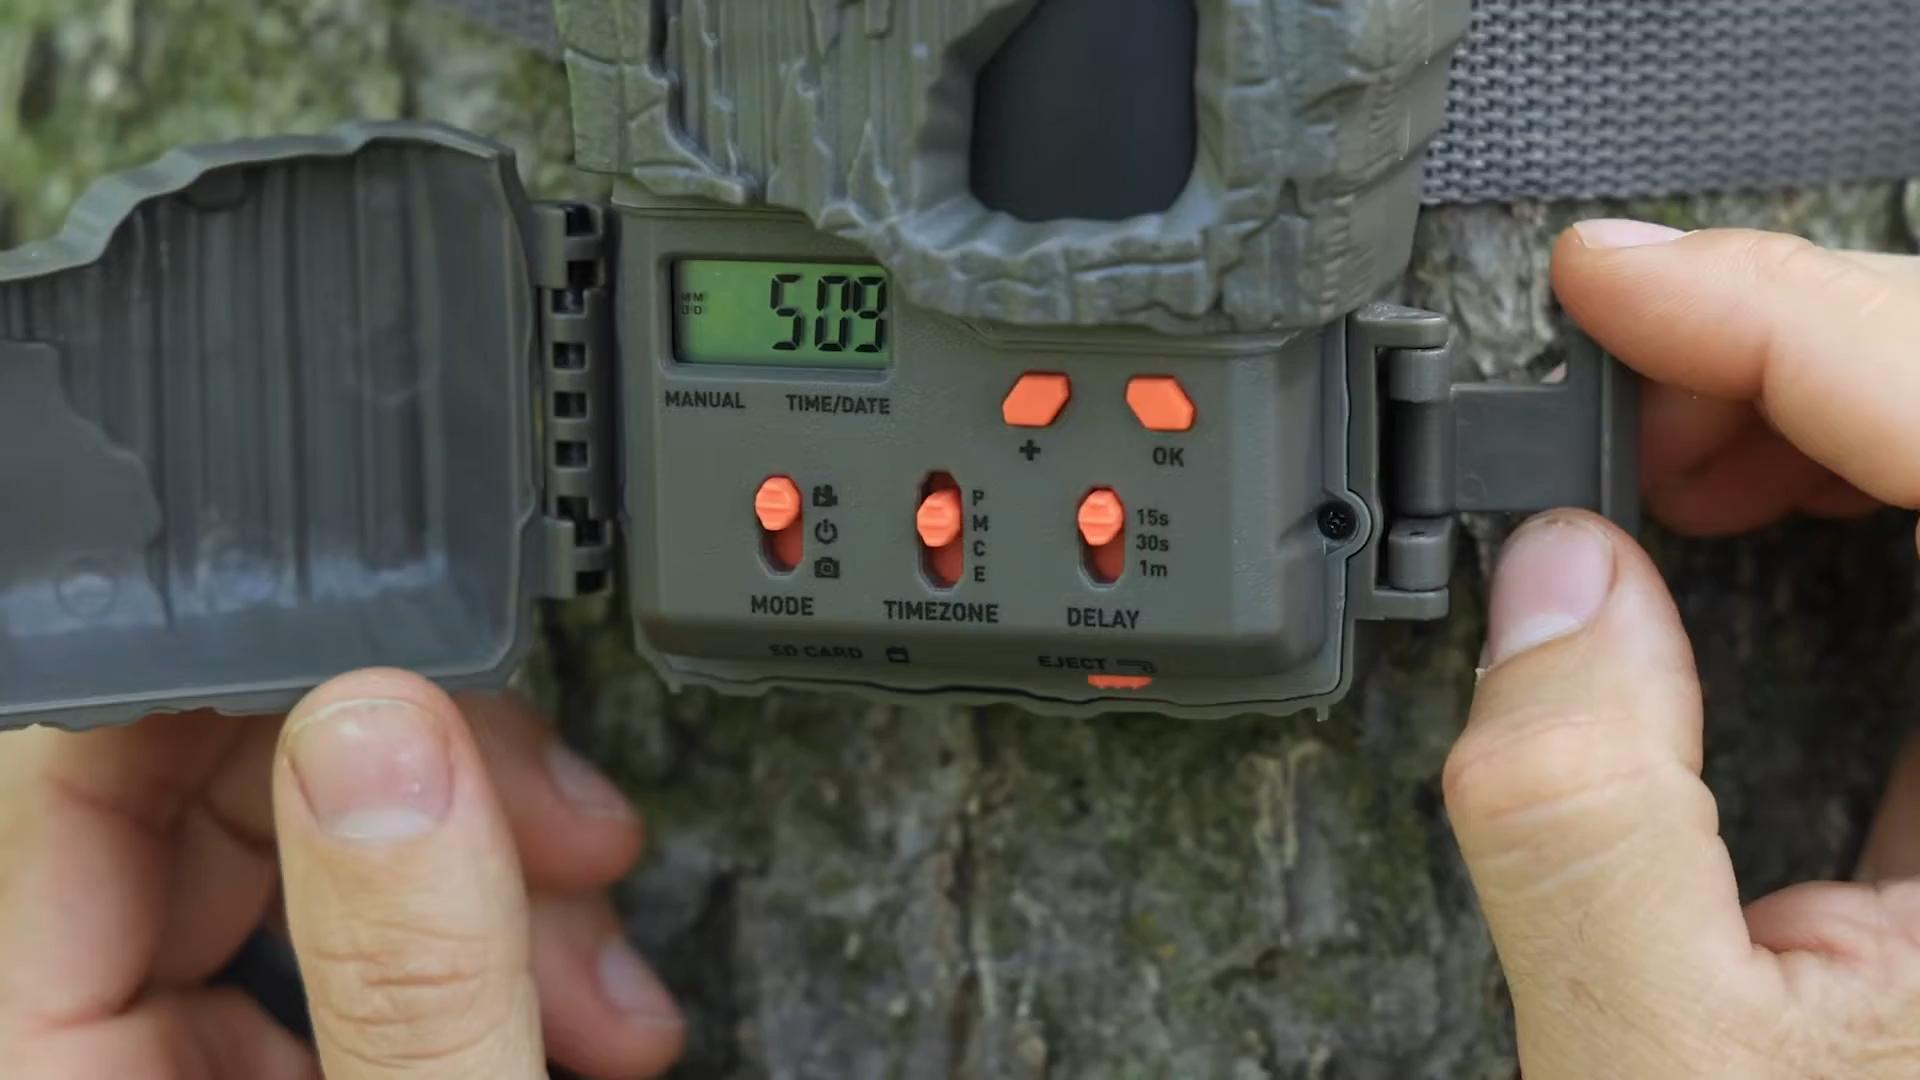 MM
DD
509
MANUAL TIME/DATE
+ OK
P
M
C
E
15s
30s
1m
MODE TIMEZONE DELAY
SD CARD EJECT